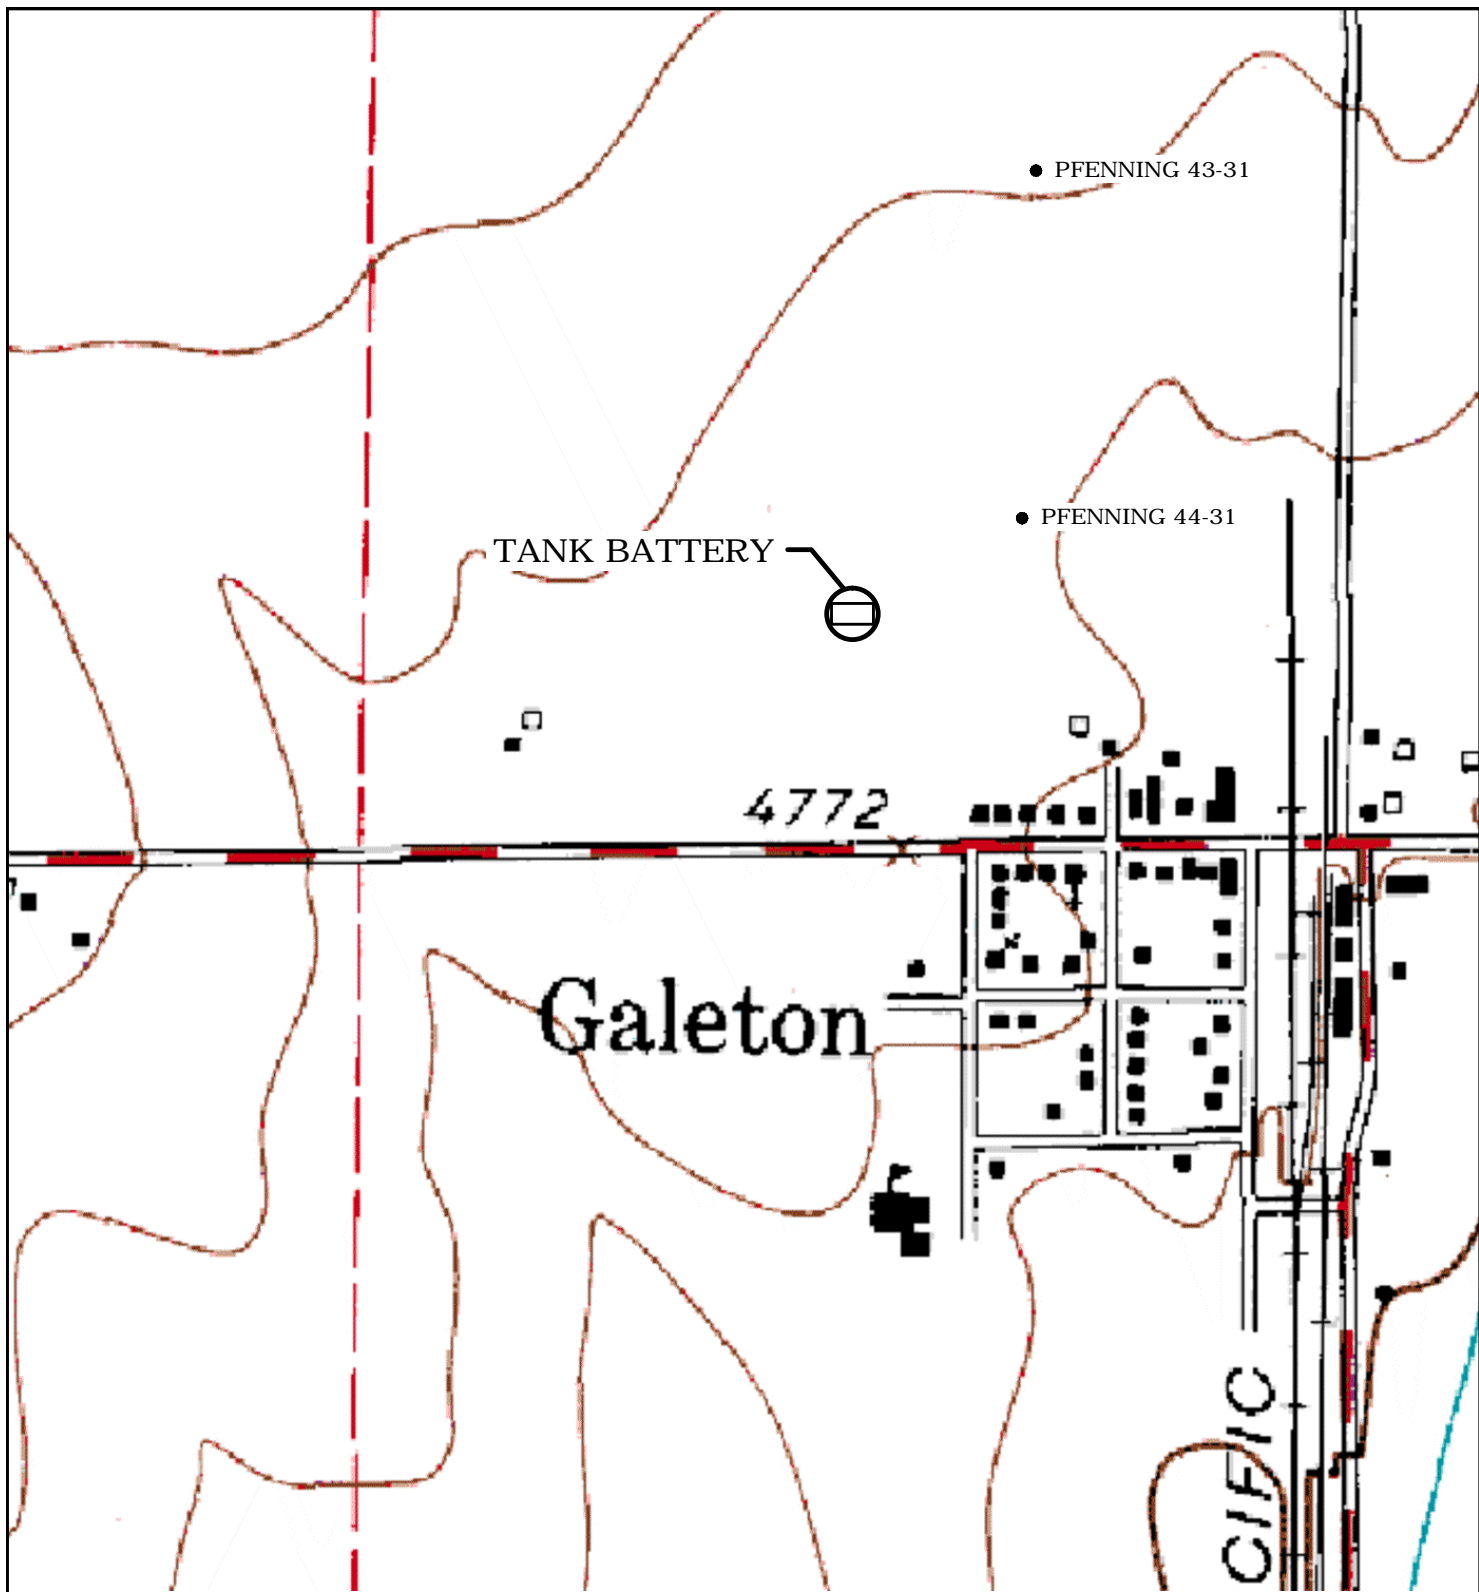 PFENNING 43-31
PFENNING 44-31
TANK BATTERY
4772
Galeton
CIFIC